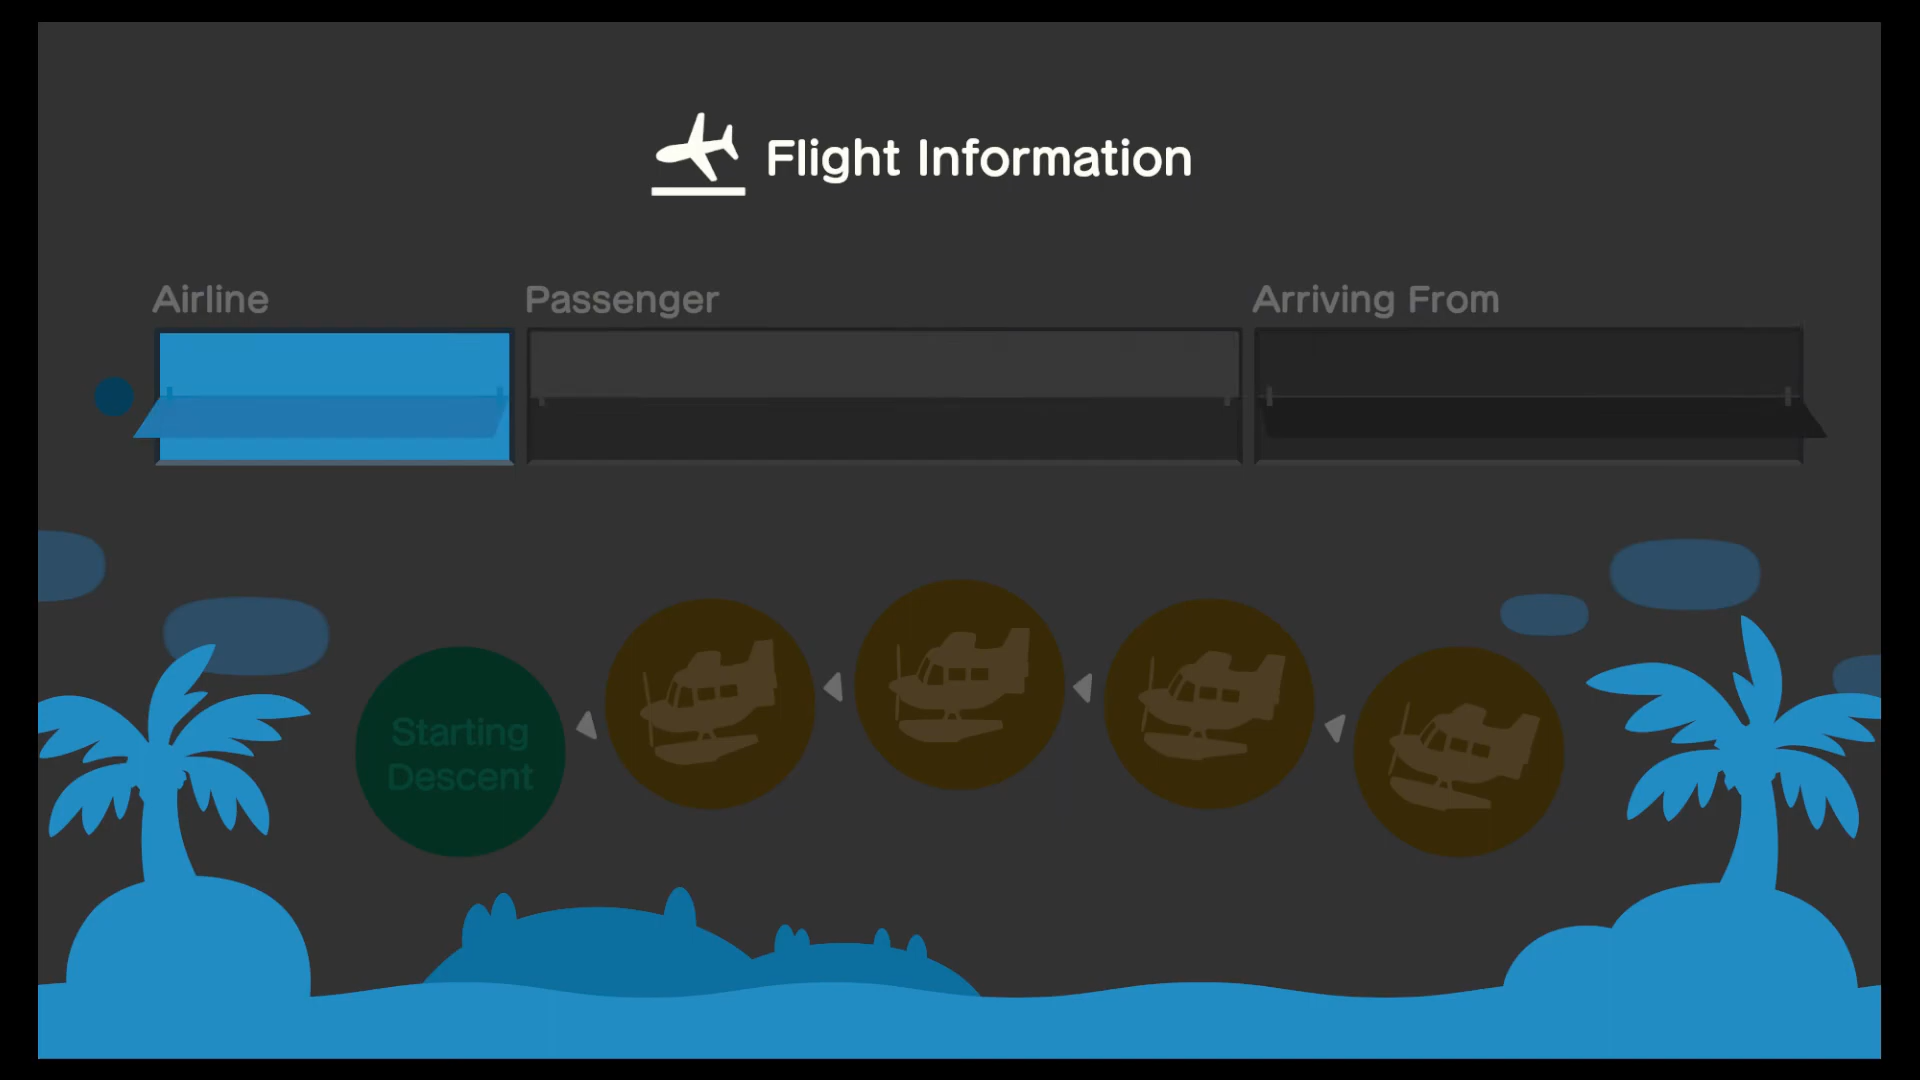 Flight Information
Airline
Passenger
Arriving From
Starting
Descent